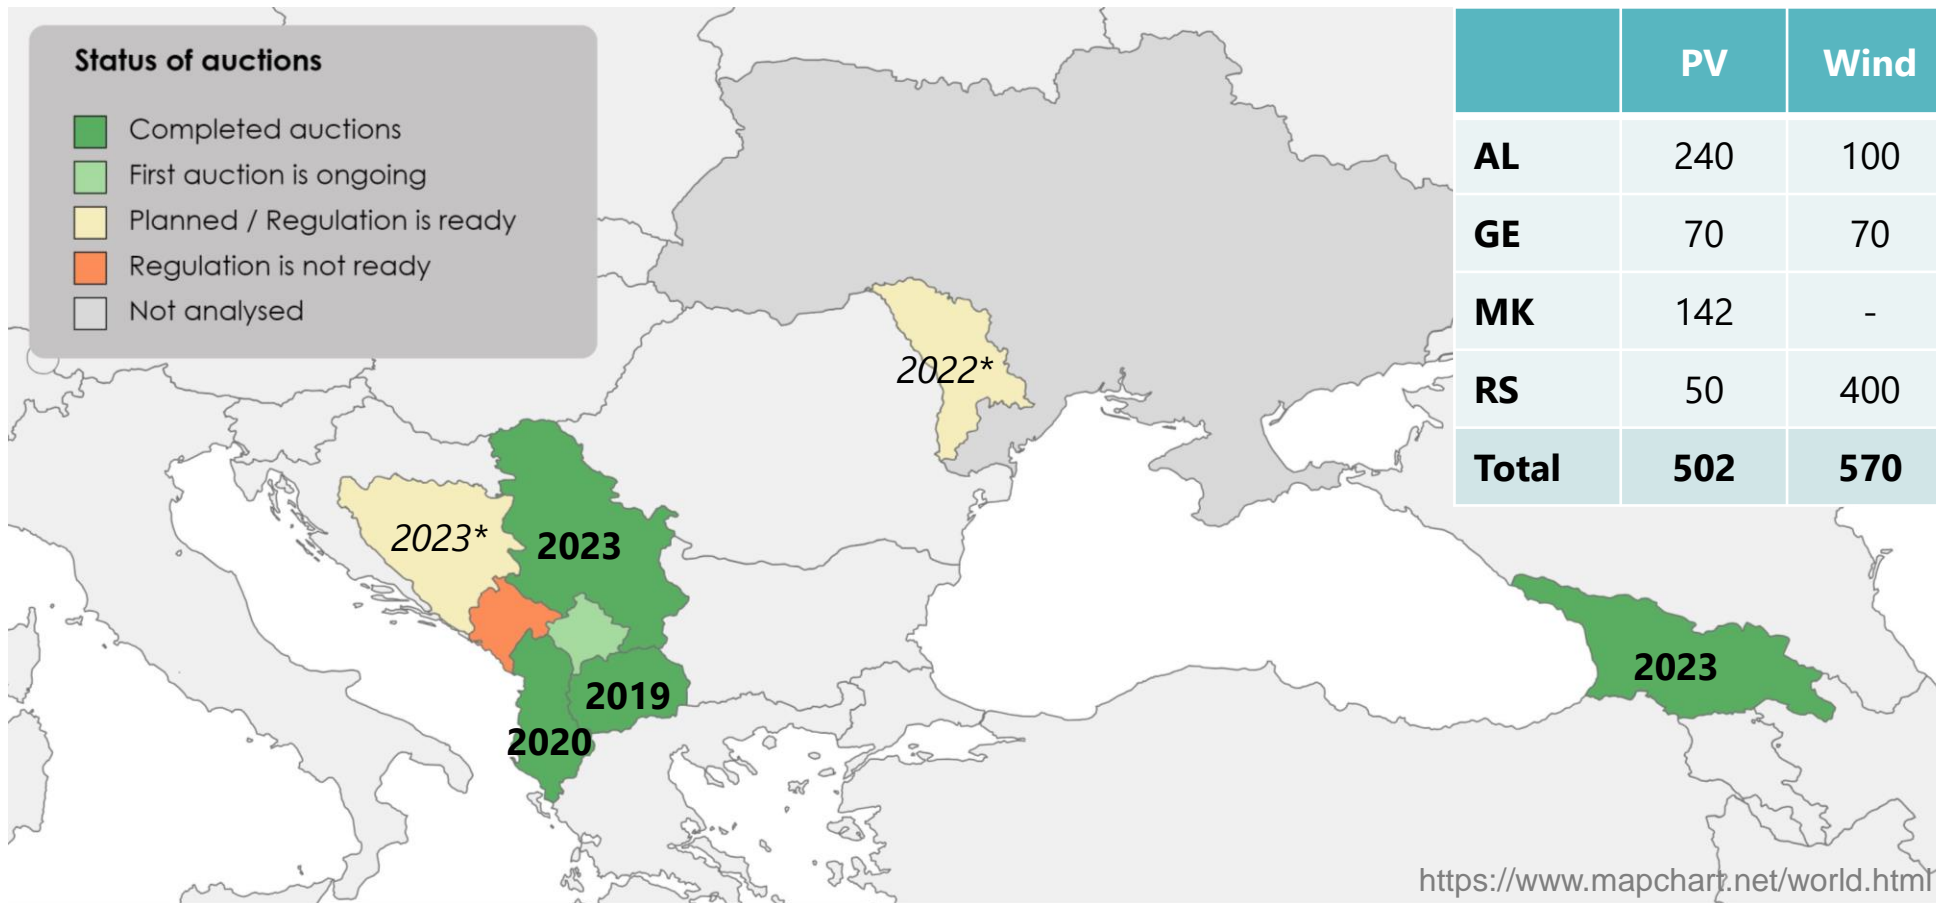 Status of auctions
Completed auctions
First auction is ongoing
Planned / Regulation is ready
Regulation is not ready
Not analysed
PV Wind
AL 240 100
GE 70 70
MK 142 -
RS 50 400
Total 502 570
2022*
2023*
2023
2023
2019
2020
https://www.mapchart.net/world.html